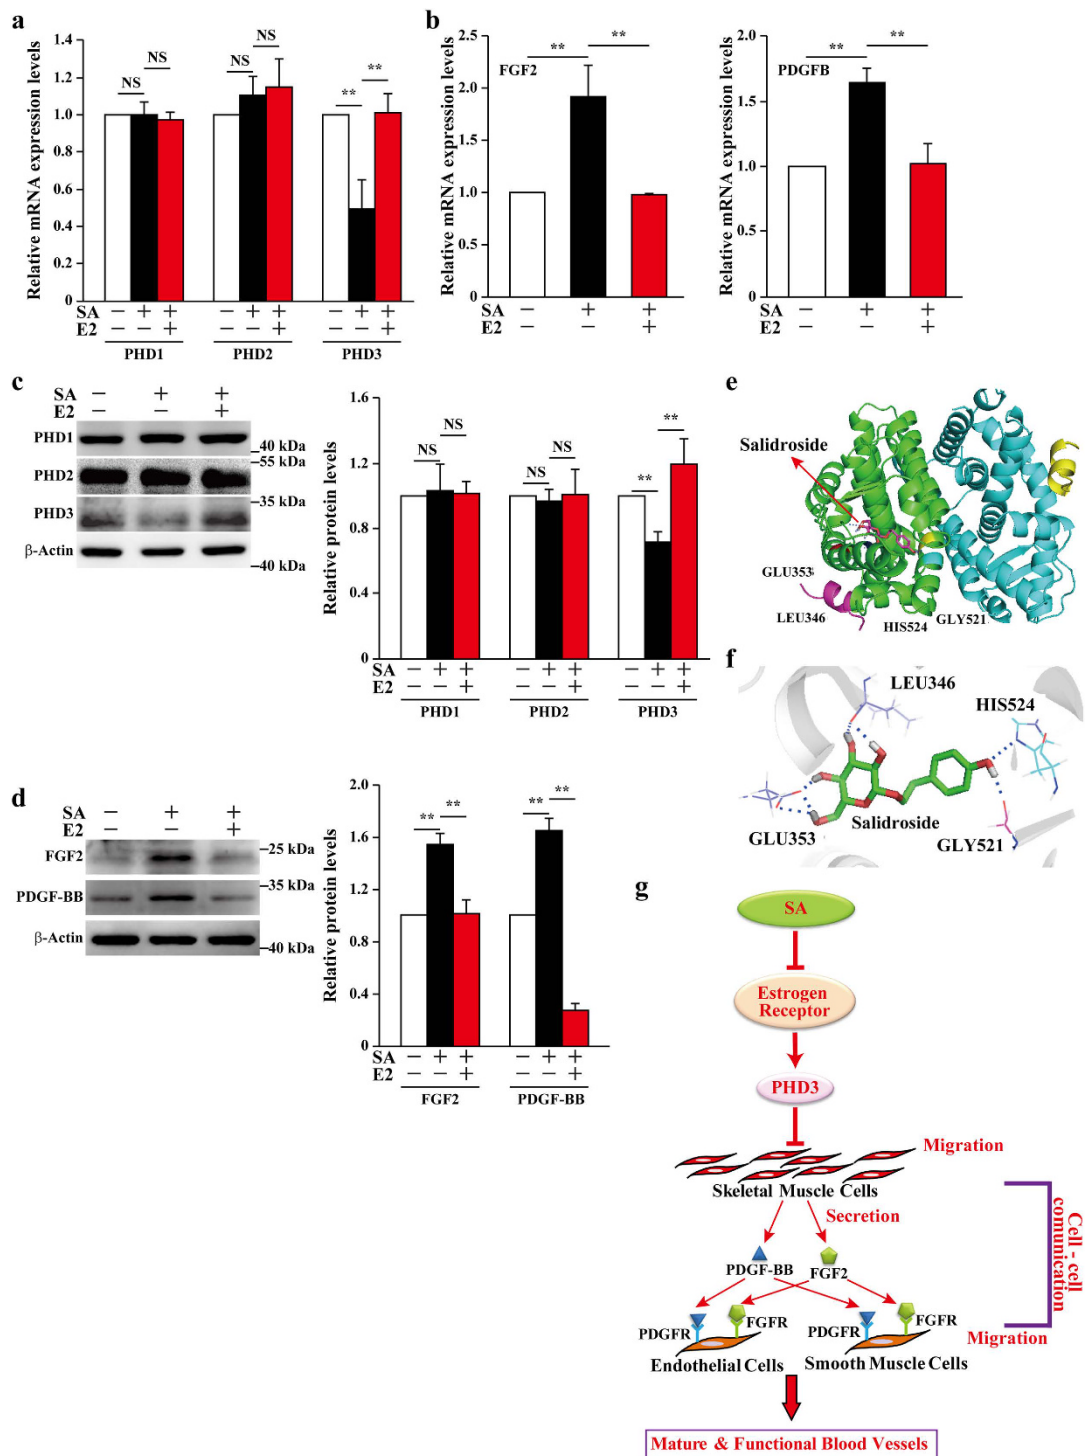 a
Relative mRNA expression levels
1.4
1.2
1.0
0.8
0.6
0.4
0.2
0
NS
NS
NS
NS
**
**
SA − + + − + + − + +
E2 − − + − − + − − +
PHD1 PHD2 PHD3
b
Relative mRNA expression levels
2.5
2.0
1.5
1.0
0.5
0
FGF2
** **
SA − + +
E2 − − +
Relative mRNA expression levels
2.0
1.5
1.0
0.5
0
PDGFB
** **
− + +
− − +
c
SA − + +
E2 − − +
PHD1
−40 kDa
−55 kDa
PHD2
−35 kDa
PHD3
β-Actin
−40 kDa
Relative protein levels
1.6
1.2
0.8
0.4
0
NS
NS
NS
NS
**
**
SA − + + − + + − + +
E2 − − + − − + − − +
PHD1 PHD2 PHD3
d
SA − + +
E2 − − +
−25 kDa
FGF2
−35 kDa
PDGF-BB
β-Actin
−40 kDa
Relative protein levels
2.0
1.6
1.2
0.8
0.4
0
** **
** **
SA − + + − + +
E2 − − + − − +
FGF2 PDGF-BB
e
Salidroside
GLU353
LEU346
HIS524
GLY521
f
LEU346
HIS524
Salidroside
GLU353
GLY521
g
SA
Estrogen
Receptor
PHD3
Migration
Skeletal Muscle Cells
Secretion
PDGF-BB
FGF2
PDGFR
FGFR
PDGFR
FGFR
Endothelial Cells
Smooth Muscle Cells
Migration
Cell - cell
comunication
Mature & Functional Blood Vessels